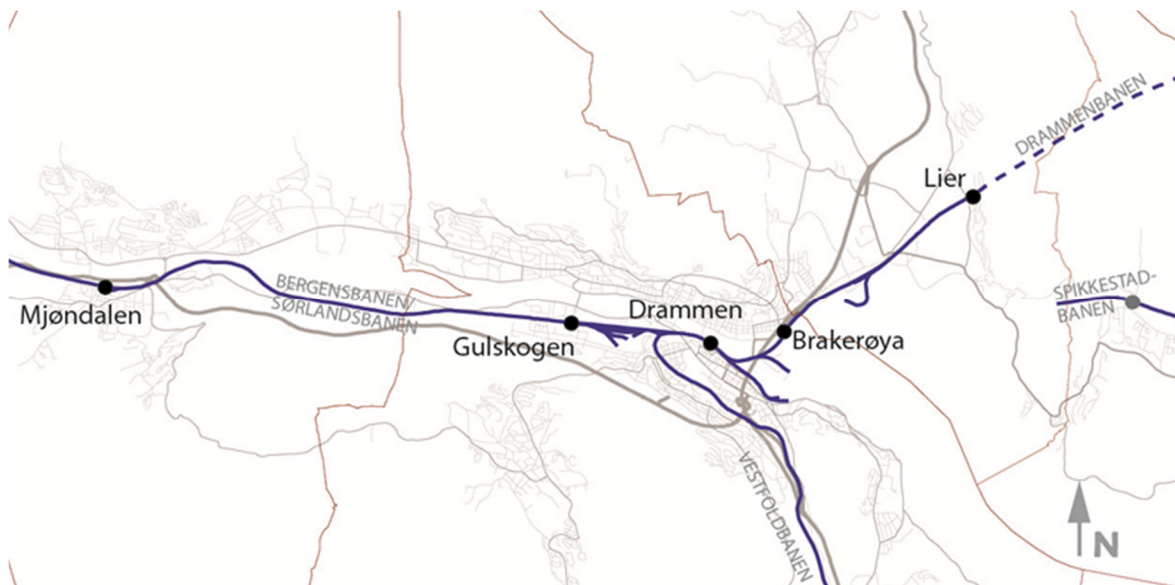 DRAMMENBANEN
Lier
Mjøndalen
BERGENSBANEN/
SØRLANDSBANEN
Gulskogen
Drammen
Brakerøya
SPIKKESTAD-
BANEN
VESTFOLDBANEN
N